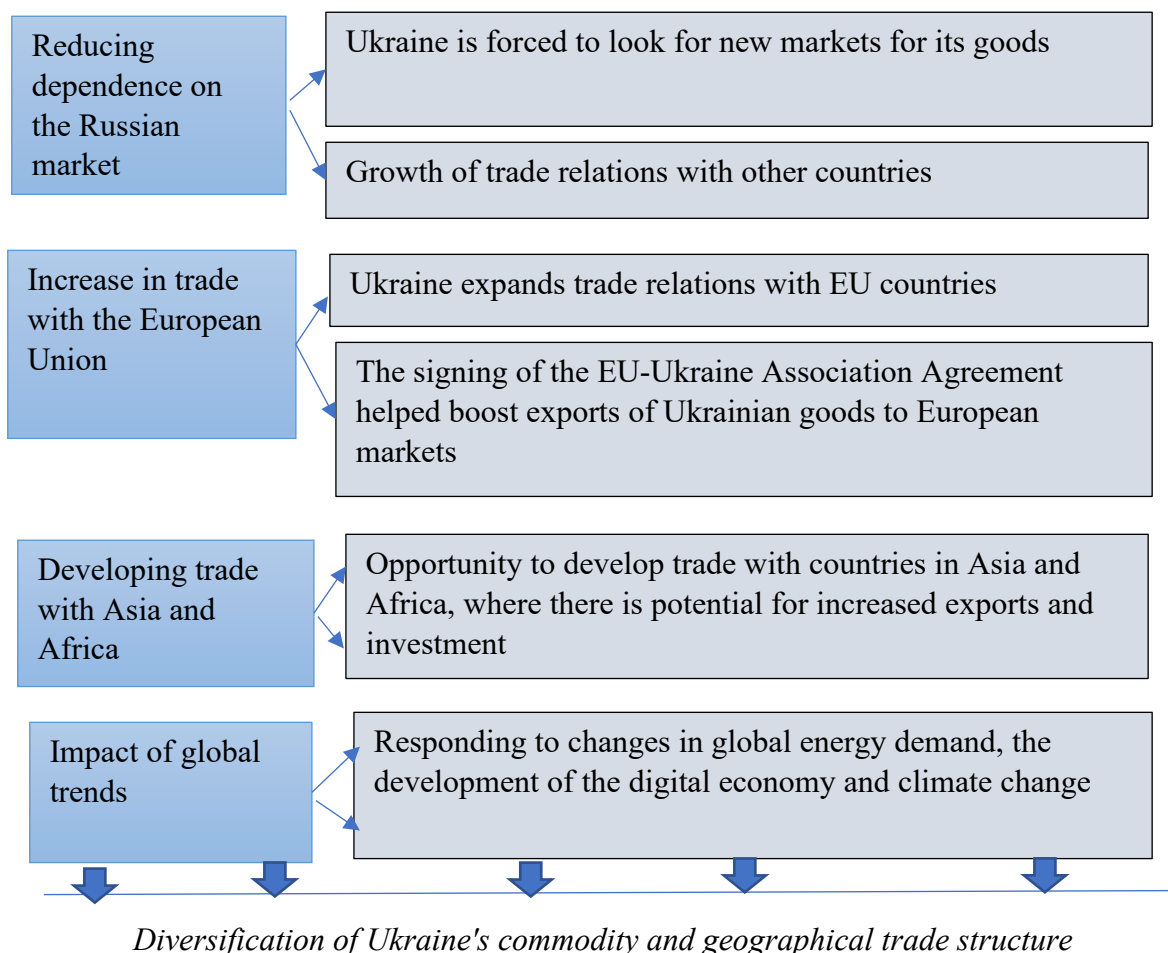 Reducing
dependence on
the Russian
market
Ukraine is forced to look for new markets for its goods
Growth of trade relations with other countries
Increase in trade
with the European
Union
Ukraine expands trade relations with EU countries
The signing of the EU-Ukraine Association Agreement
helped boost exports of Ukrainian goods to European
markets
Developing trade
with Asia and
Africa
Opportunity to develop trade with countries in Asia and
Africa, where there is potential for increased exports and
investment
Impact of global
trends
Responding to changes in global energy demand, the
development of the digital economy and climate change
Diversification of Ukraine's commodity and geographical trade structure